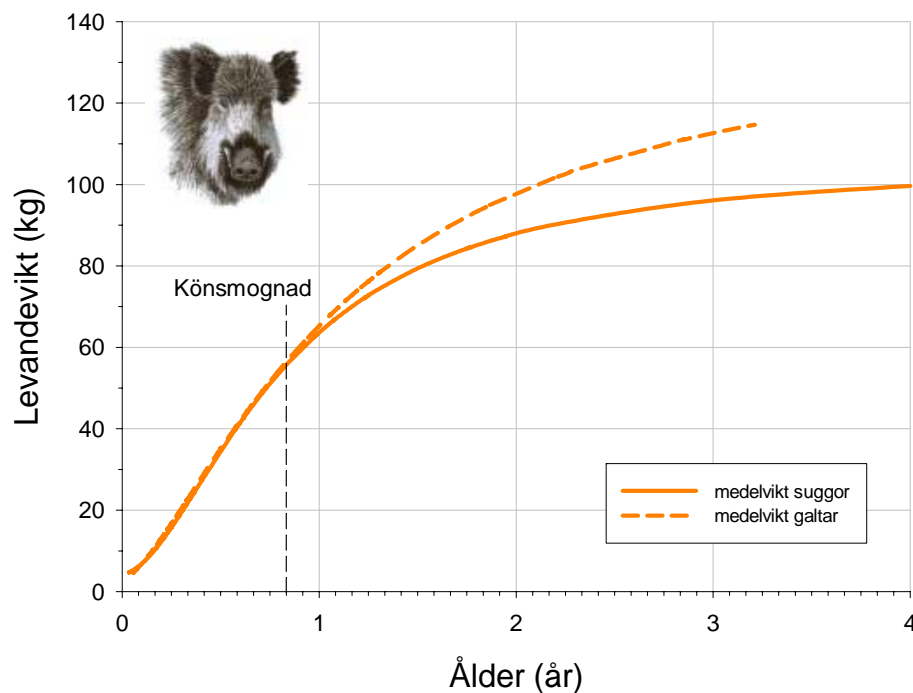 140
120
100
80
60
40
20
0
Levandevikt (kg)
Könsmognad
medelvikt suggor
medelvikt galtar
0 1 2 3 4
Ålder (år)